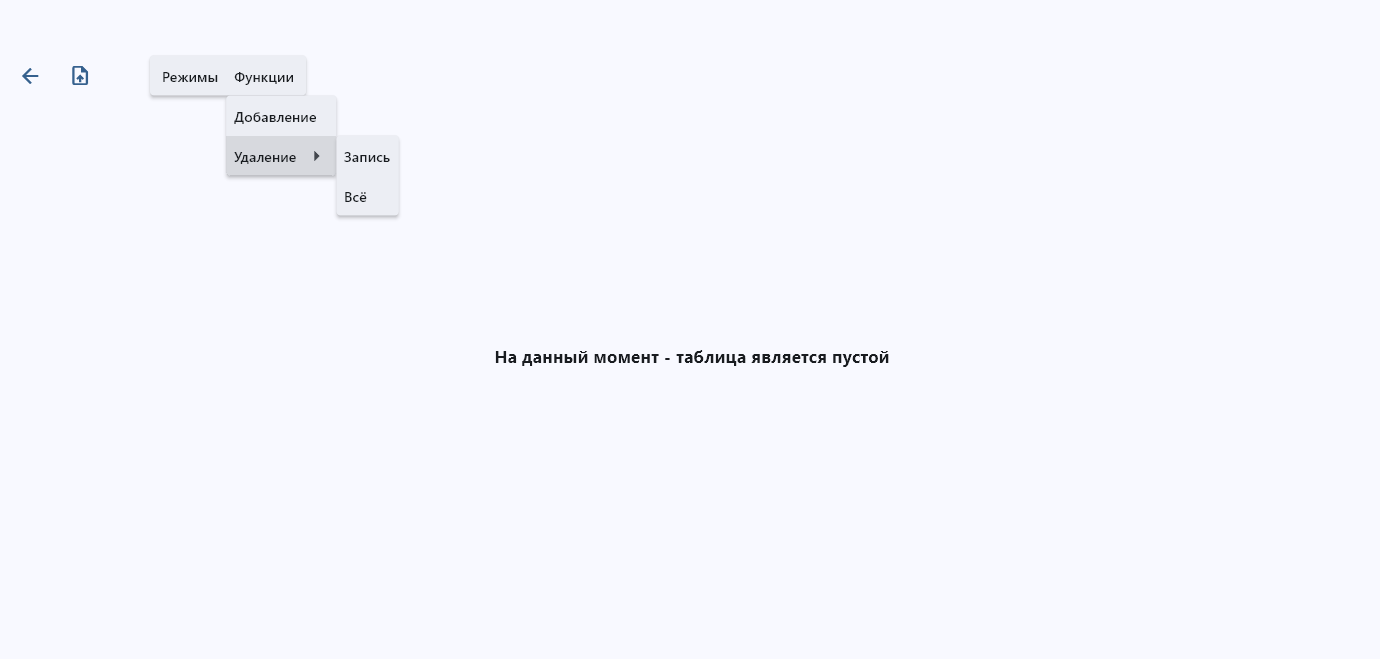 Режимы Функции
Добавление
Удаление Запись
Всё
На данный момент - таблица является пустой